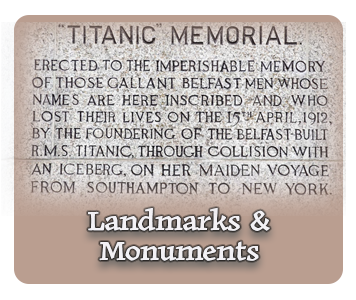 "TITANIC" MEMORIAL.
ERECTED TO THE IMPERISHABLE MEMORY
OF THOSE GALLANT BELFAST MEN WHOSE
NAMES ARE HERE INSCRIBED AND WHO
LOST THEIR LIVES ON THE 15TH APRIL, 1912,
BY THE FOUNDERING OF THE BELFAST-BUILT
R.M.S. TITANIC, THROUGH COLLISION WITH
AN ICEBERG, ON HER MAIDEN VOYAGE
FROM SOUTHAMPTON TO NEW YORK.
Landmarks &
Monuments